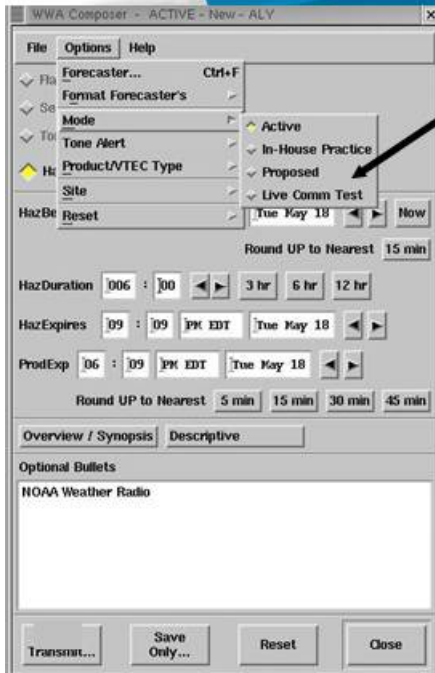 WWA Composer - ACTIVE - New - ALY
File Options Help
Forecaster... Ctrl+F
Format Forecaster's
Mode
Tone Alert
Product/VTEC Type
Site
Reset
Active
In-House Practice
Proposed
Live Comm Test
HazBe Tue May 18 Now
Round UP to Nearest 15 min
HazDuration 006 : 00 3 hr 6 hr 12 hr
HazExpires 09 : 09 PM EDT Tue May 18
ProdExp 06 : 09 PM EDT Tue May 18
Round UP to Nearest 5 min 15 min 30 min 45 min
Overview / Synopsis Descriptive
Optional Bullets
NOAA Weather Radio
Transmit... Save Only... Reset Close